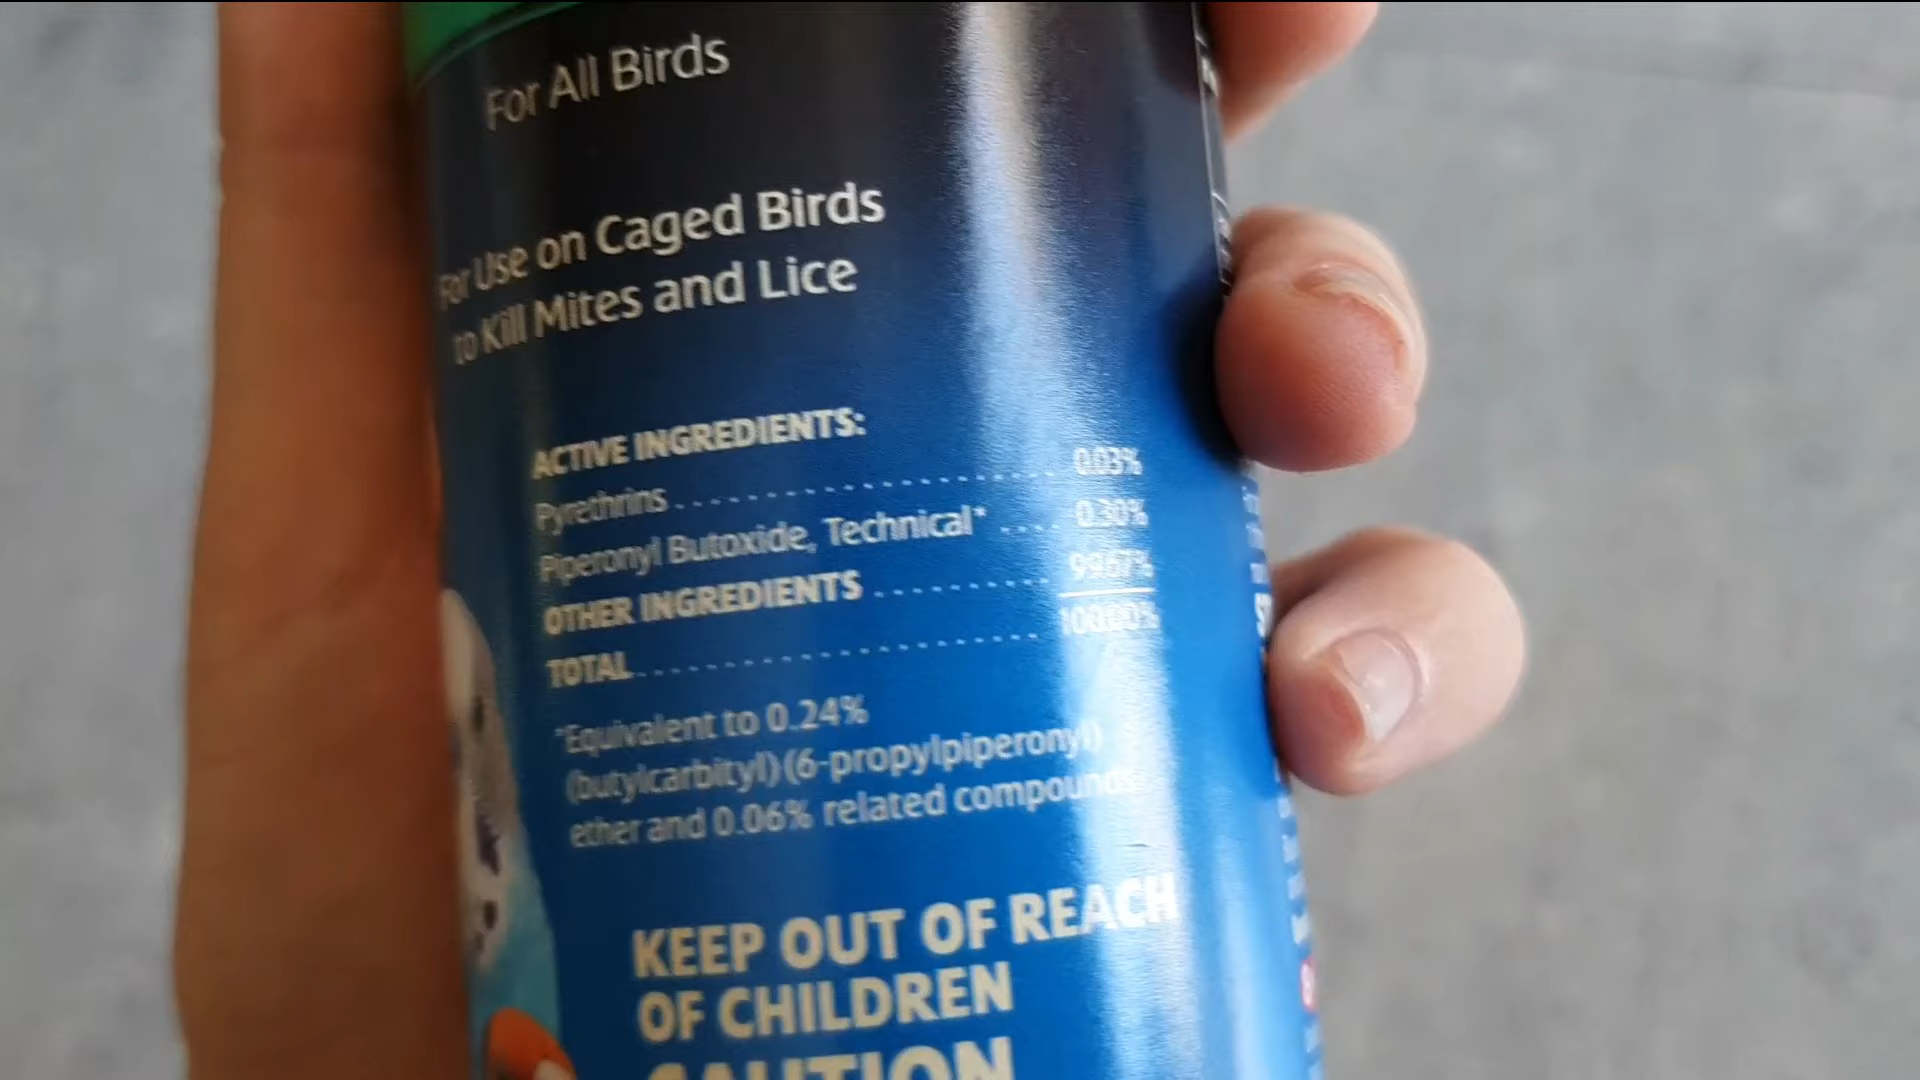 For All Birds
For Use on Caged Birds
to Kill Mites and Lice
ACTIVE INGREDIENTS:
Pyrethrins . . . . . . . . . . . . . . . . . . . . . . . . 0.03%
Piperonyl Butoxide, Technical* . . . . 0.30%
OTHER INGREDIENTS . . . . . . . . . . . 99.67%
TOTAL . . . . . . . . . . . . . . . . . . . . . . . . . . 100.00%
*Equivalent to 0.24%
(butylcarbityl) (6-propylpiperonyl)
ether and 0.06% related compounds
KEEP OUT OF REACH
OF CHILDREN
CAUTION